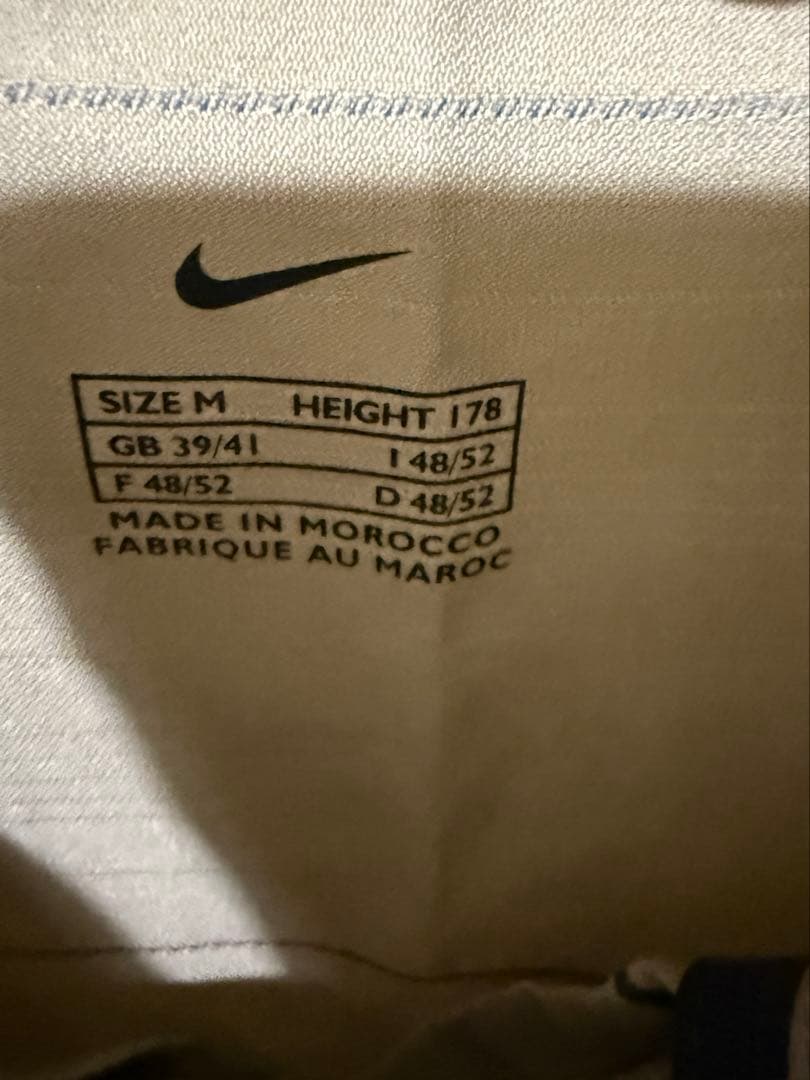 SIZE M HEIGHT 178
GB 39/41 I 48/52
F 48/52 D 48/52
MADE IN MOROCCO
FABRIQUE AU MAROC